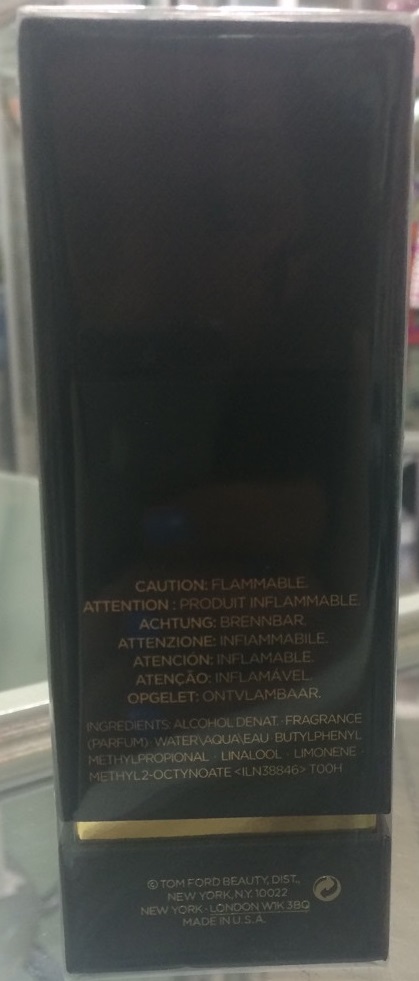 CAUTION: FLAMMABLE.
ATTENTION : PRODUIT INFLAMMABLE.
ACHTUNG: BRENNBAR.
ATTENZIONE: INFIAMMABILE.
ATENCIÓN: INFLAMABLE.
ATENÇÃO: INFLAMÁVEL.
OPGELET: ONTVLAMBAAR.
INGREDIENTS: ALCOHOL DENAT. · FRAGRANCE
(PARFUM) · WATER\AQUA\EAU · BUTYLPHENYL
METHYLPROPIONAL · LINALOOL · LIMONENE ·
METHYL 2-OCTYNOATE <ILN38846> T00H
© TOM FORD BEAUTY, DIST.,
NEW YORK, N.Y. 10022
NEW YORK · LONDON W1K 3BQ
MADE IN U.S.A.